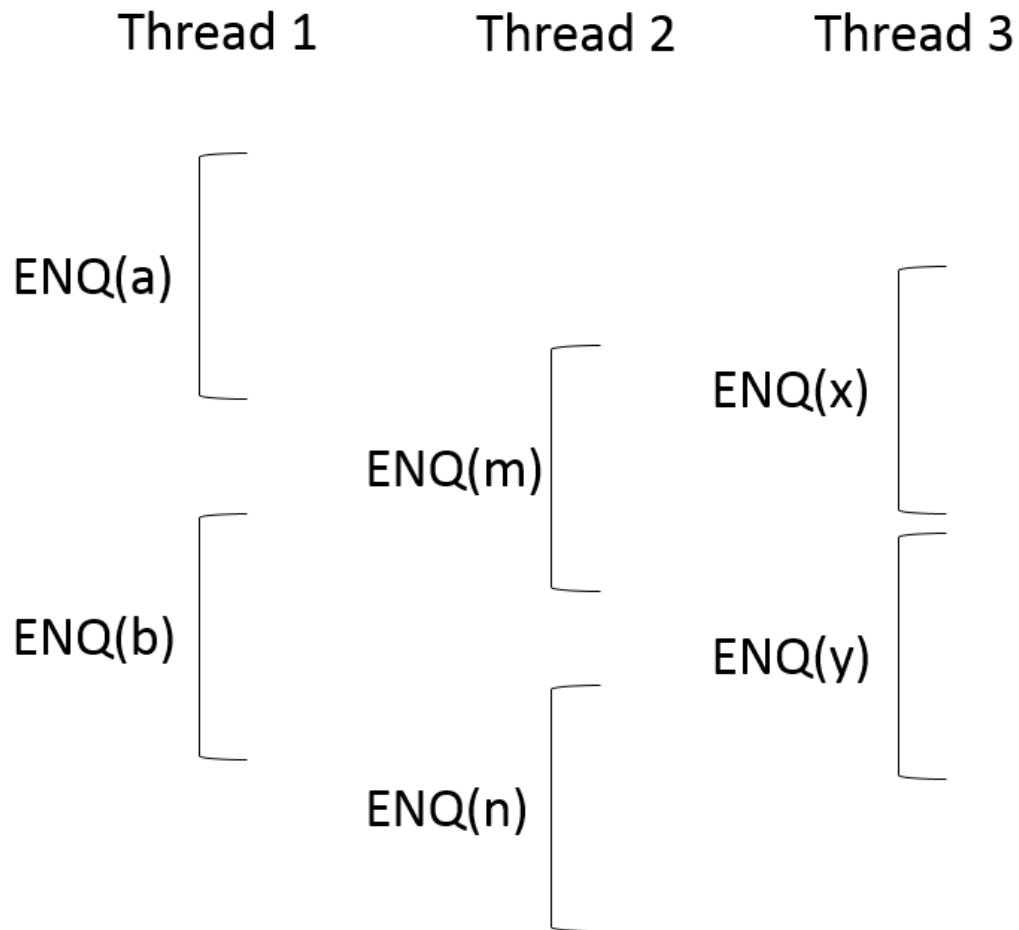 Thread 1
Thread 2
Thread 3
ENQ(a)
ENQ(x)
ENQ(m)
ENQ(b)
ENQ(y)
ENQ(n)